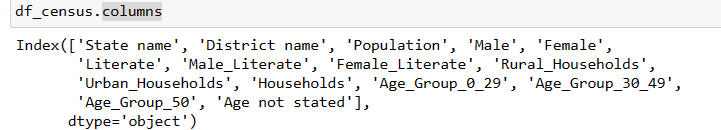 df_census.columns
Index(['State name', 'District name', 'Population', 'Male', 'Female',
'Literate', 'Male_Literate', 'Female_Literate', 'Rural_Households',
'Urban_Households', 'Households', 'Age_Group_0_29', 'Age_Group_30_49',
'Age_Group_50', 'Age not stated'],
dtype='object')